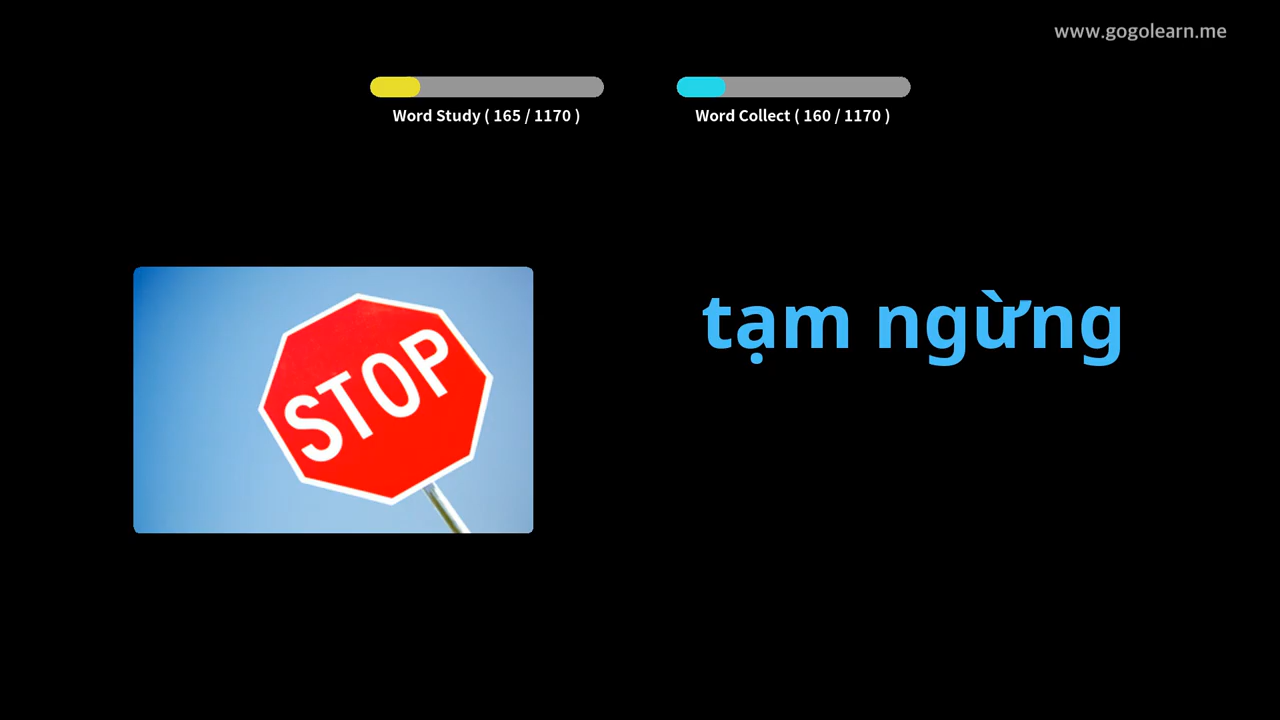 www.gogolearn.me
Word Study ( 165 / 1170 )
Word Collect ( 160 / 1170 )
STOP
tạm ngừng